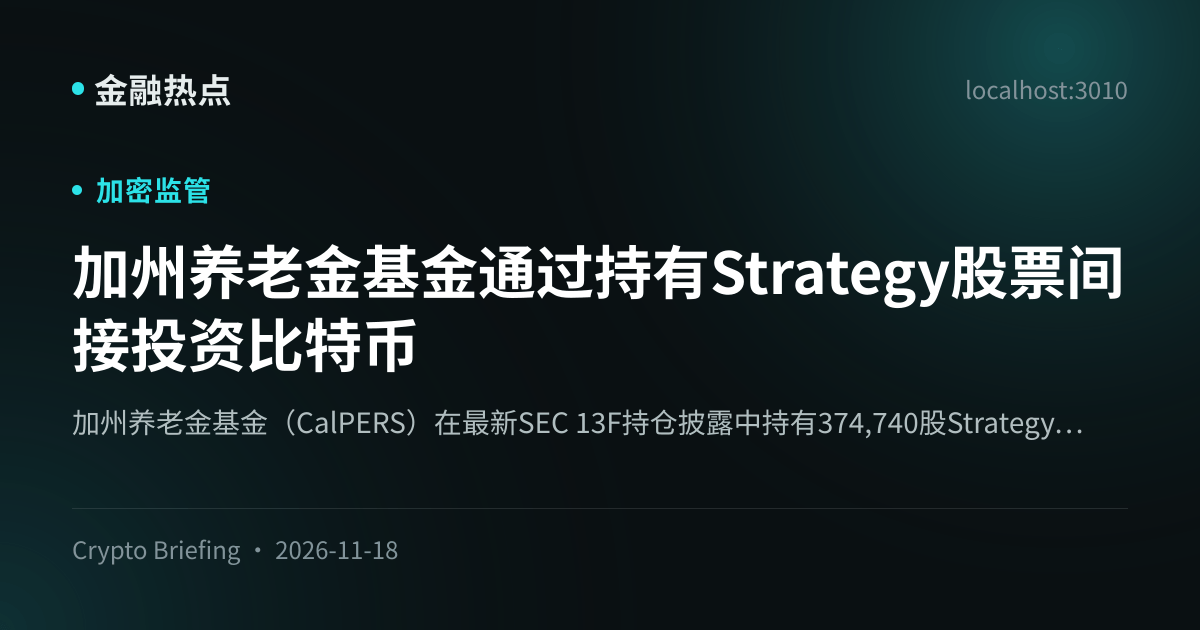 金融热点
localhost:3010
加密监管
加州养老金基金通过持有Strategy股票间
接投资比特币
加州养老金基金（CalPERS）在最新SEC 13F持仓披露中持有374,740股Strategy…
Crypto Briefing · 2026-11-18